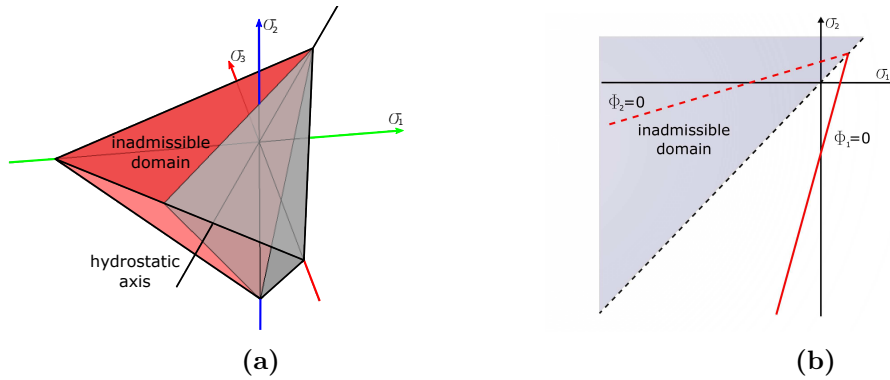 σ₂
σ₃
σ₁
inadmissible
domain
hydrostatic
axis
(a)
σ₂
σ₁
Φ₂=0
inadmissible
domain
Φ₁=0
(b)